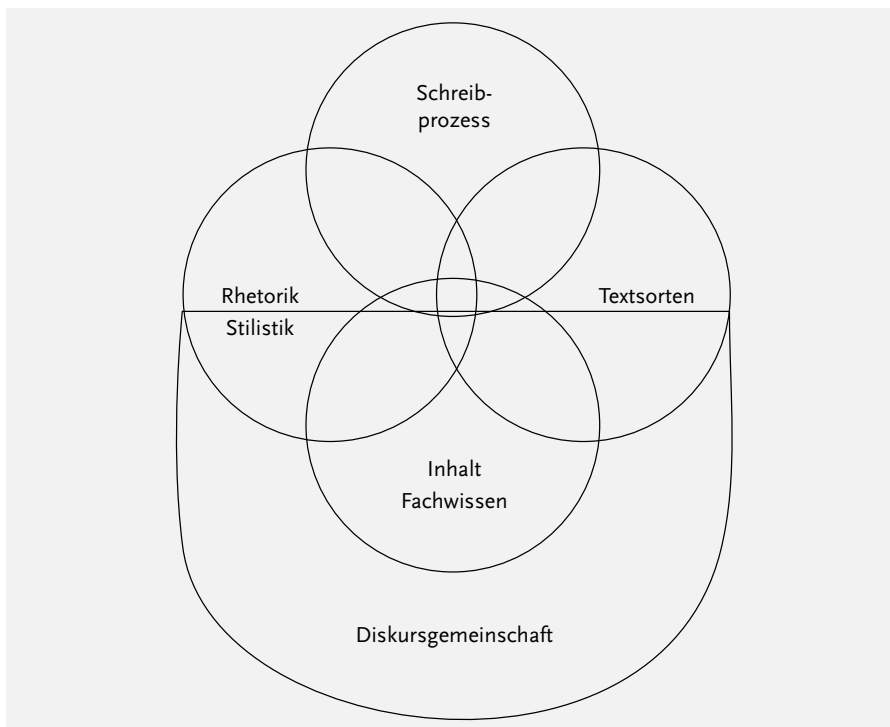 Schreib-
prozess
Rhetorik
Textsorten
Stilistik
Inhalt
Fachwissen
Diskursgemeinschaft